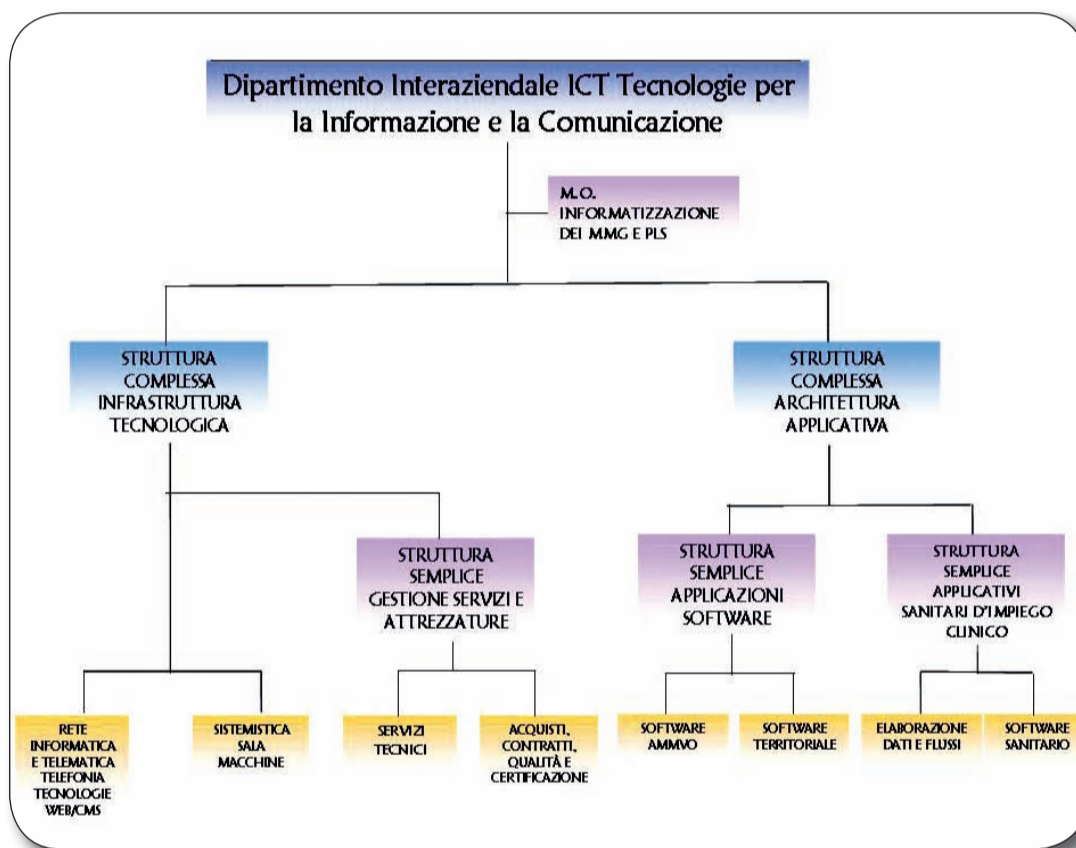 Dipartimento Interaziendale ICT Tecnologie per
la Informazione e la Comunicazione
M.O.
INFORMATIZZAZIONE
DEI MMG E PLS
STRUTTURA
COMPLESSA
INFRASTRUTTURA
TECNOLOGICA
STRUTTURA
COMPLESSA
ARCHITETTURA
APPLICATIVA
STRUTTURA
SEMPLICE
GESTIONE SERVIZI E
ATTREZZATURE
STRUTTURA
SEMPLICE
APPLICAZIONI
SOFTWARE
STRUTTURA
SEMPLICE
APPLICATIVI
SANITARI D'IMPIEGO
CLINICO
RETE
INFORMATICA
E TELEMATICA
TELEFONIA
TECNOLOGIE
WEB/CMS
SISTEMISTICA
SALA
MACCHINE
SERVIZI
TECNICI
ACQUISTI,
CONTRATTI,
QUALITÀ E
CERTIFICAZIONE
SOFTWARE
AMMVO
SOFTWARE
TERRITORIALE
ELABORAZIONE
DATI E FLUSSI
SOFTWARE
SANITARIO